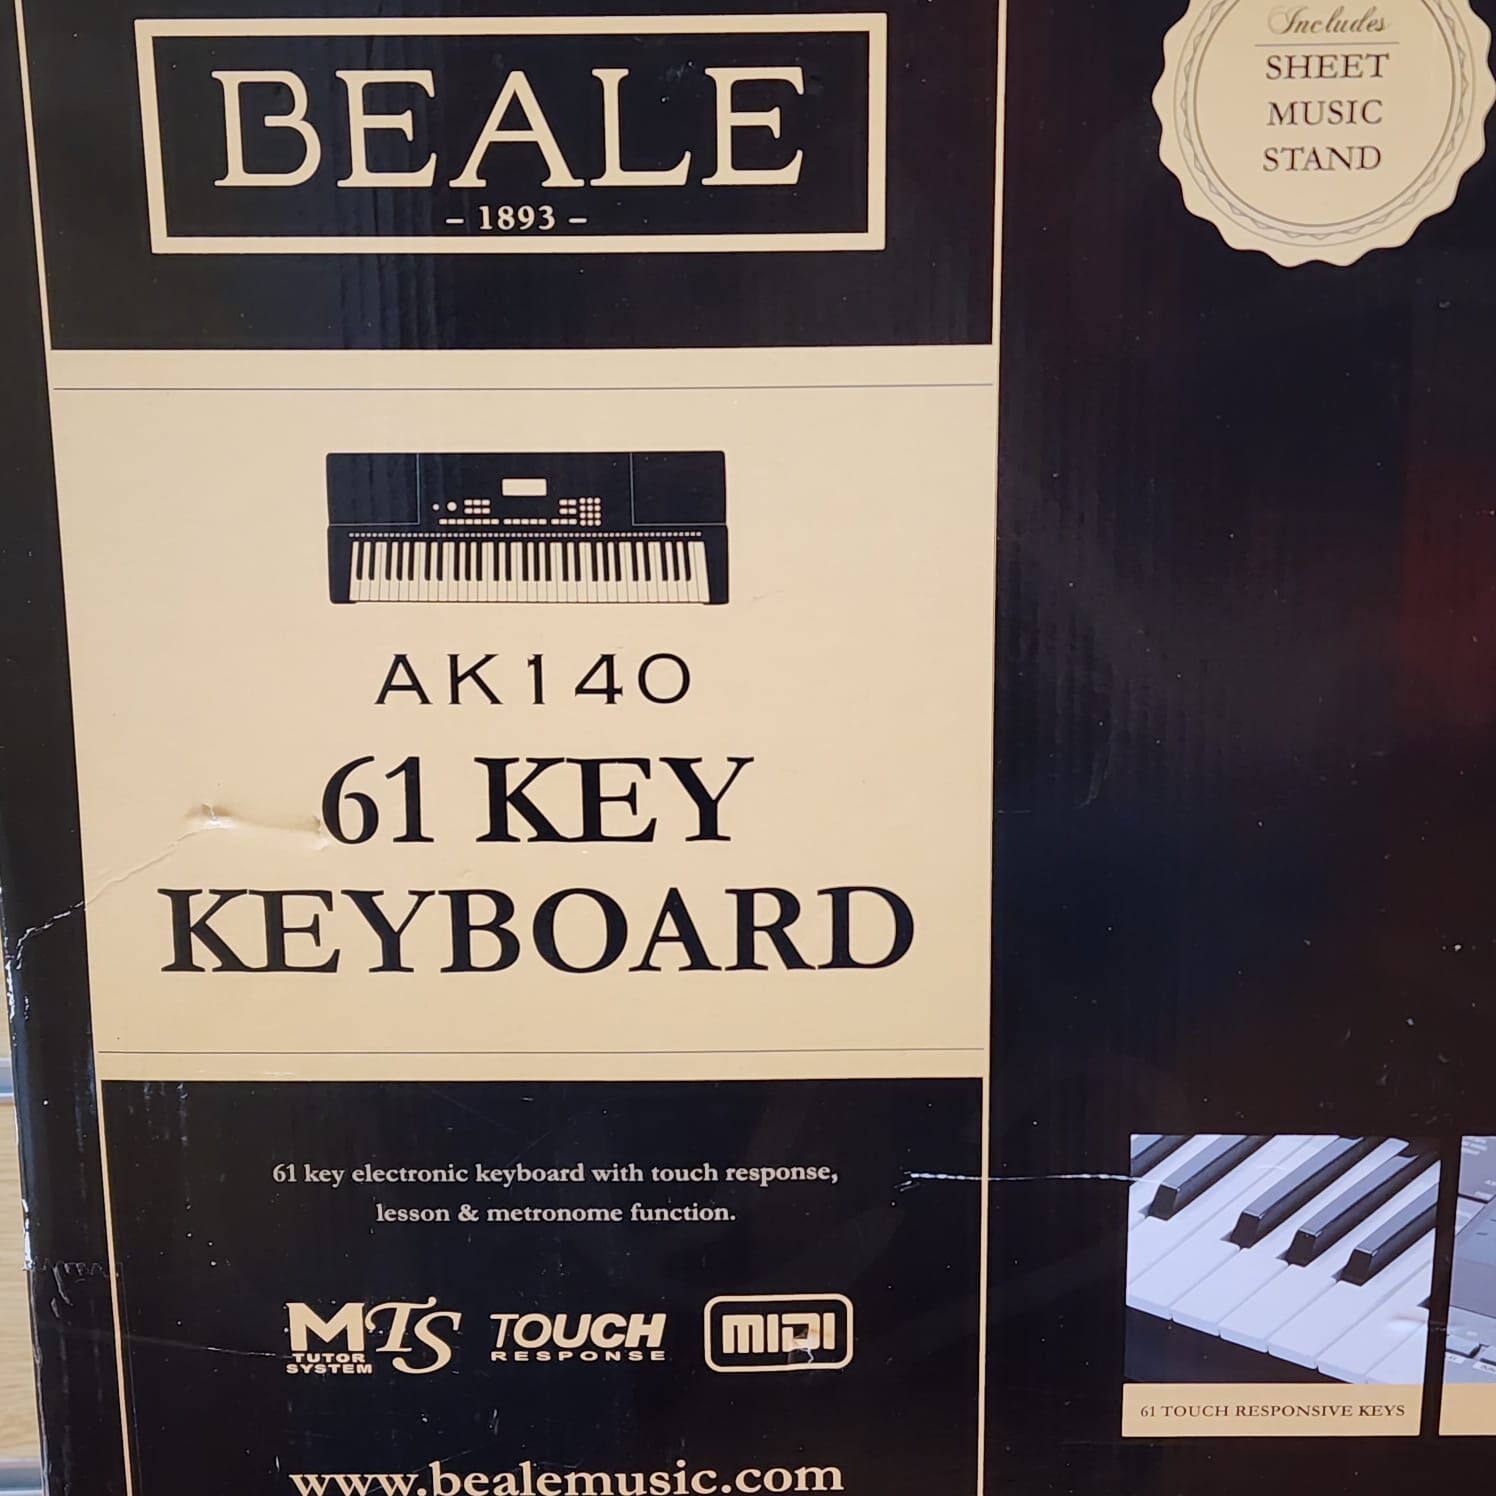 BEALE
– 1893 –
Includes
SHEET
MUSIC
STAND
AK140
61 KEY
KEYBOARD
61 key electronic keyboard with touch response,
lesson & metronome function.
MTS
TUTOR
SYSTEM
TOUCH
RESPONSE
MIDI
61 TOUCH RESPONSIVE KEYS
www.bealemusic.com